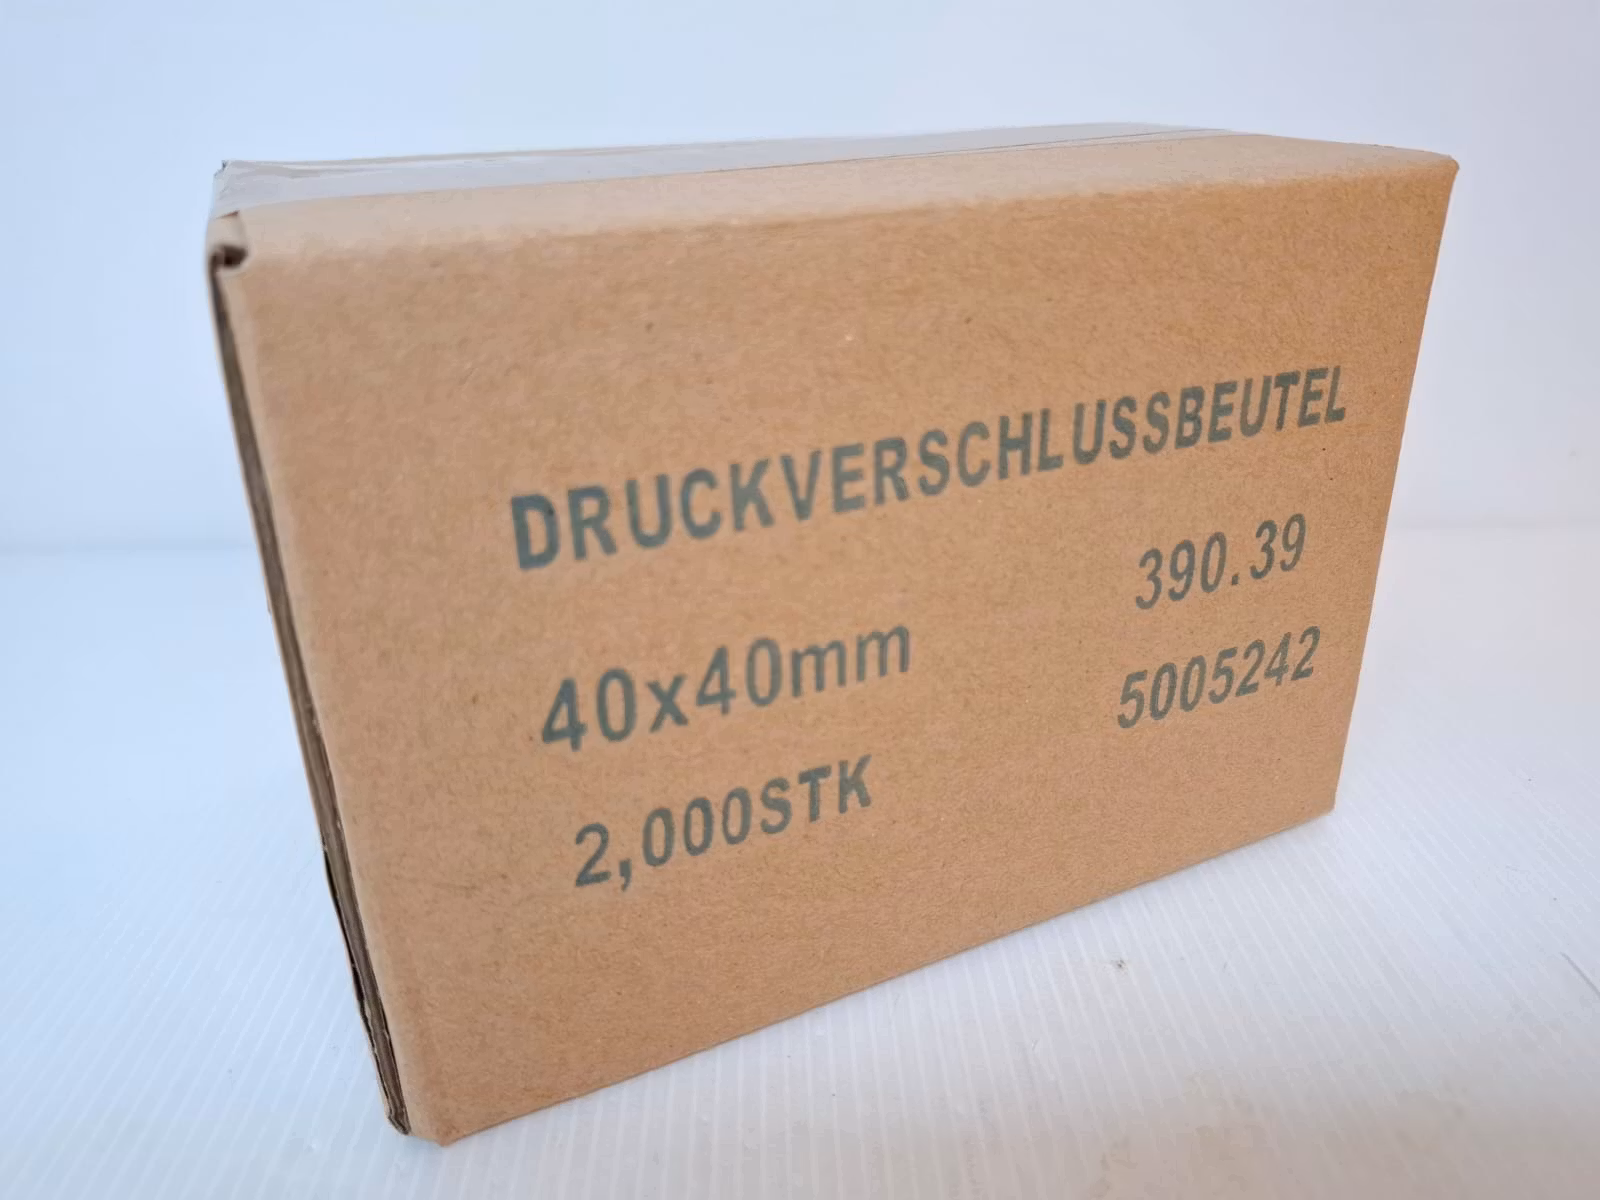 DRUCKVERSCHLUSSBEUTEL
390.39
40x40mm
5005242
2,000STK